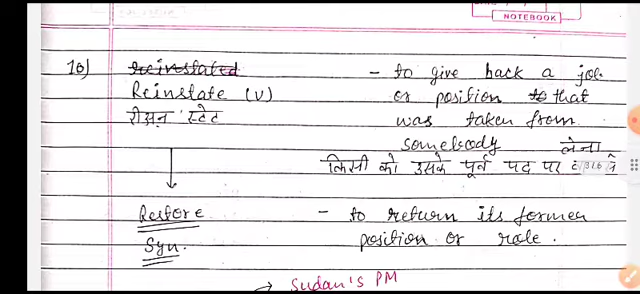 NOTEBOOK
10) reinstated - to give back a job
Reinstate (v) or position to that
रीअन स्टेट was taken from
somebody लेना
किसी को उसके पूर्व पद पर
Restore - to return its former
Syn. position or role.
→ Sudan's PM